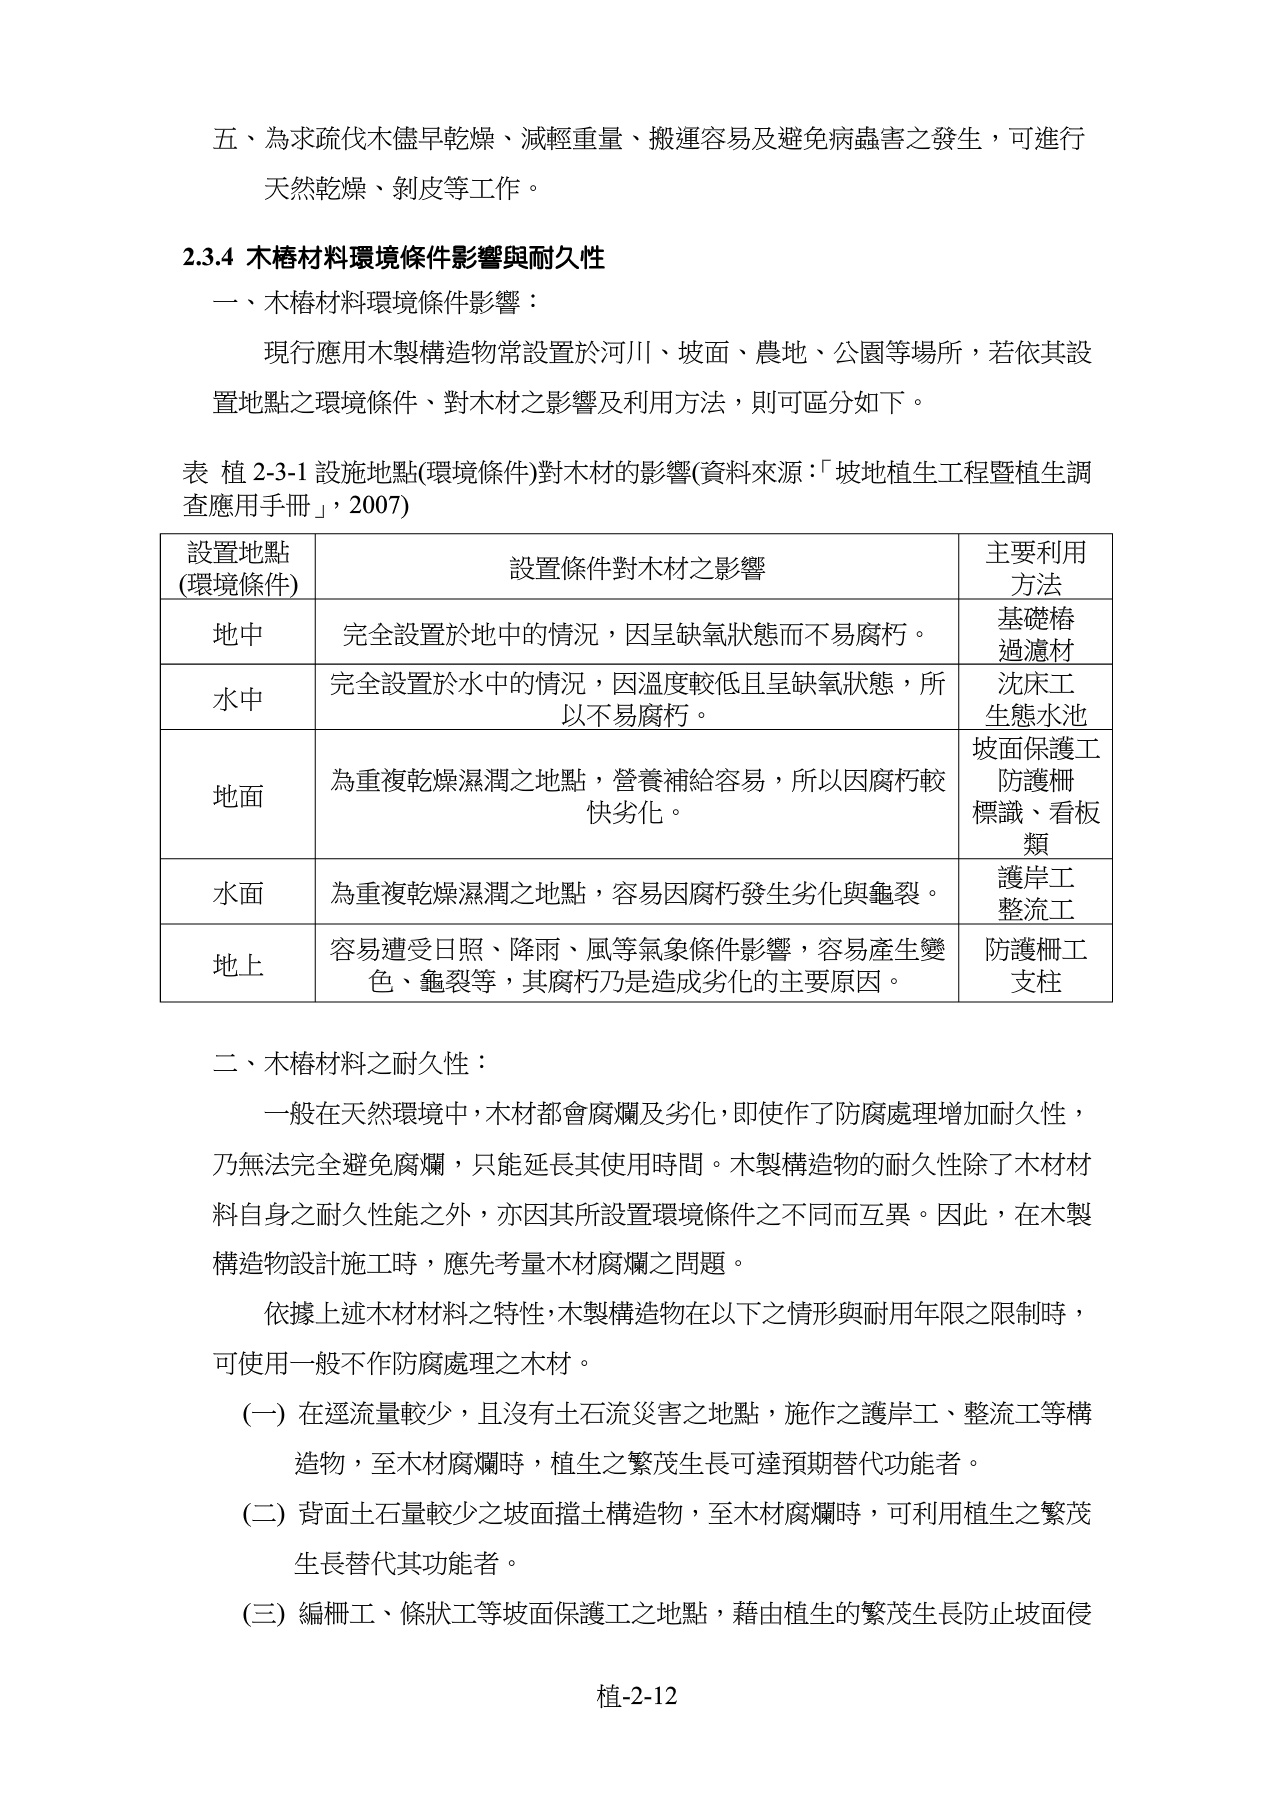 五、為求疏伐木儘早乾燥、減輕重量、搬運容易及避免病蟲害之發生，可進行
天然乾燥、剝皮等工作。
2.3.4 木樁材料環境條件影響與耐久性
一、木樁材料環境條件影響：
現行應用木製構造物常設置於河川、坡面、農地、公園等場所，若依其設
置地點之環境條件、對木材之影響及利用方法，則可區分如下。
表 植 2-3-1 設施地點(環境條件)對木材的影響(資料來源：「坡地植生工程暨植生調
查應用手冊」，2007)
設置地點
(環境條件)
設置條件對木材之影響
主要利用
方法
地中
完全設置於地中的情況，因呈缺氧狀態而不易腐朽。
基礎樁
過濾材
水中
完全設置於水中的情況，因溫度較低且呈缺氧狀態，所
以不易腐朽。
沈床工
生態水池
地面
為重複乾燥濕潤之地點，營養補給容易，所以因腐朽較
快劣化。
坡面保護工
防護柵
標識、看板
類
水面
為重複乾燥濕潤之地點，容易因腐朽發生劣化與龜裂。
護岸工
整流工
地上
容易遭受日照、降雨、風等氣象條件影響，容易產生變
色、龜裂等，其腐朽乃是造成劣化的主要原因。
防護柵工
支柱
二、木樁材料之耐久性：
一般在天然環境中，木材都會腐爛及劣化，即使作了防腐處理增加耐久性，
乃無法完全避免腐爛，只能延長其使用時間。木製構造物的耐久性除了木材材
料自身之耐久性能之外，亦因其所設置環境條件之不同而互異。因此，在木製
構造物設計施工時，應先考量木材腐爛之問題。
依據上述木材材料之特性，木製構造物在以下之情形與耐用年限之限制時，
可使用一般不作防腐處理之木材。
(一) 在逕流量較少，且沒有土石流災害之地點，施作之護岸工、整流工等構
造物，至木材腐爛時，植生之繁茂生長可達預期替代功能者。
(二) 背面土石量較少之坡面擋土構造物，至木材腐爛時，可利用植生之繁茂
生長替代其功能者。
(三) 編柵工、條狀工等坡面保護工之地點，藉由植生的繁茂生長防止坡面侵
植-2-12